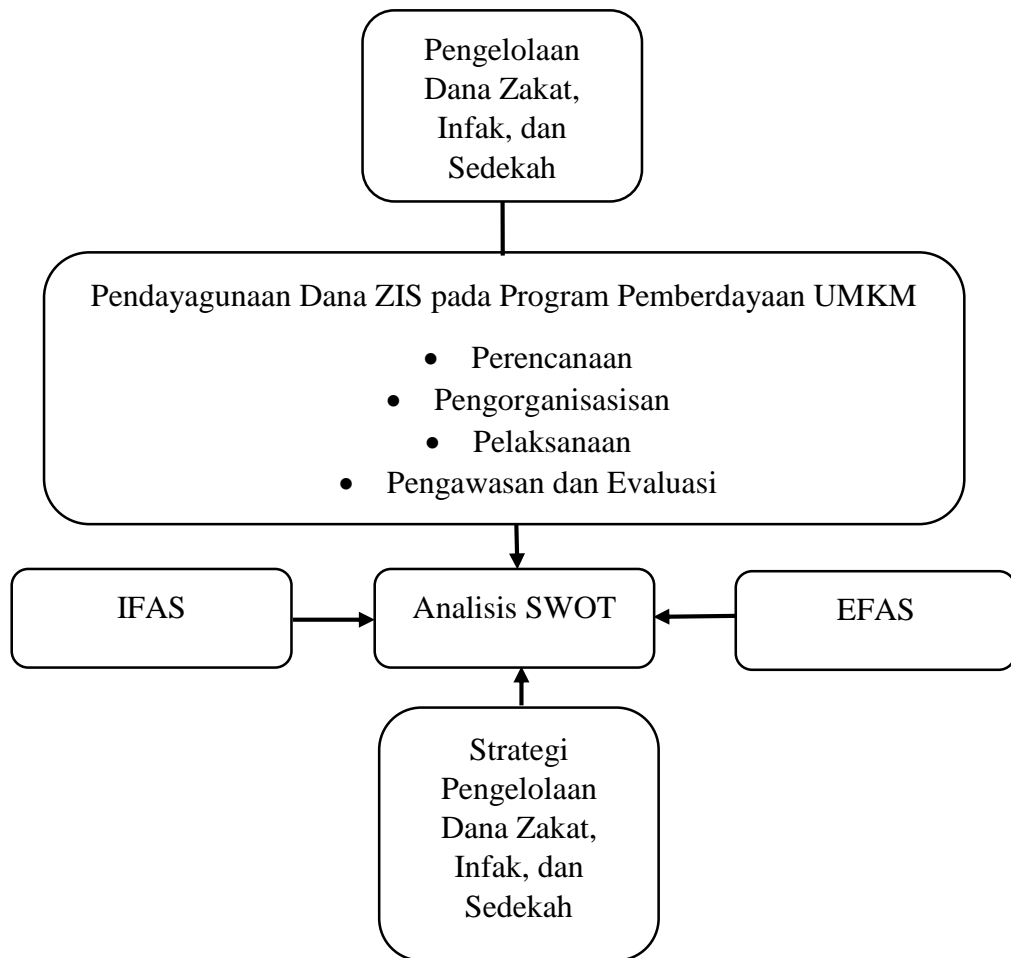 Pengelolaan
Dana Zakat,
Infak, dan
Sedekah
Pendayagunaan Dana ZIS pada Program Pemberdayaan UMKM
• Perencanaan
• Pengorganisasisan
• Pelaksanaan
• Pengawasan dan Evaluasi
IFAS
Analisis SWOT
EFAS
Strategi
Pengelolaan
Dana Zakat,
Infak, dan
Sedekah